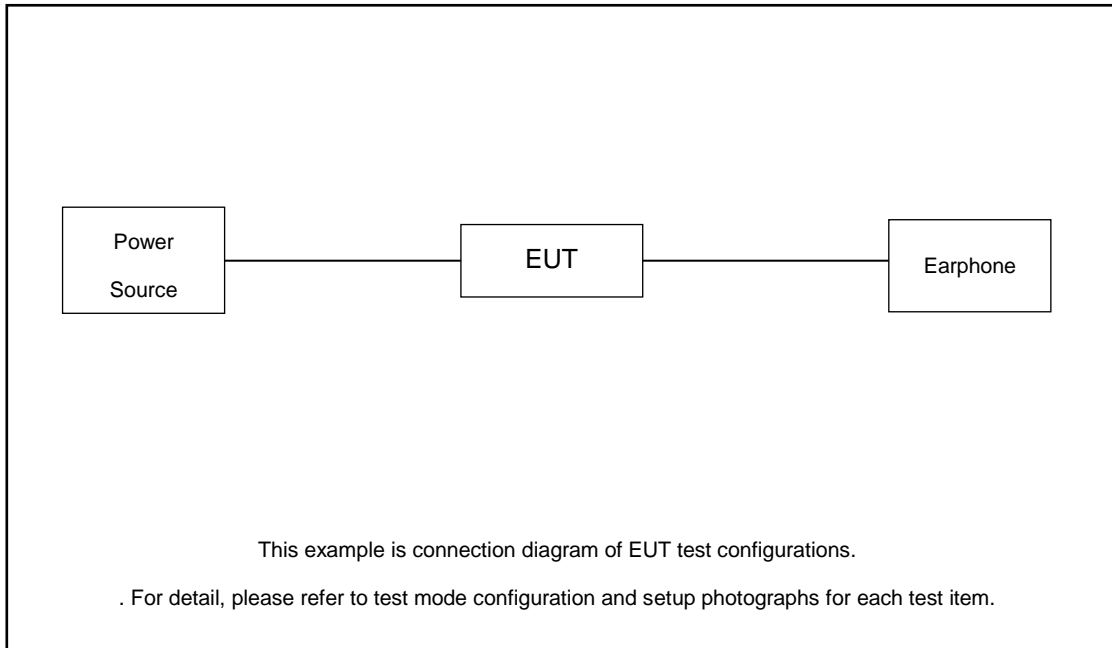 Power
Source
EUT
Earphone
This example is connection diagram of EUT test configurations.
. For detail, please refer to test mode configuration and setup photographs for each test item.